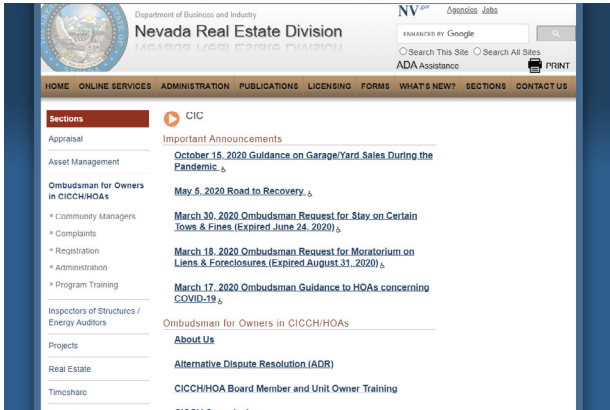 Department of Business and Industry
Nevada Real Estate Division
NV.gov Agencies Jobs
ENHANCED BY Google
Search This Site Search All Sites
ADA Assistance PRINT
HOME ONLINE SERVICES ADMINISTRATION PUBLICATIONS LICENSING FORMS WHAT'S NEW? SECTIONS CONTACT US
Sections
Appraisal
Asset Management
Ombudsman for Owners
in CICCH/HOAs
Community Managers
Complaints
Registration
Administration
Program Training
Inspectors of Structures /
Energy Auditors
Projects
Real Estate
Timeshare
CIC
Important Announcements
October 15, 2020 Guidance on Garage/Yard Sales During the
Pandemic
May 5, 2020 Road to Recovery
March 30, 2020 Ombudsman Request for Stay on Certain
Tows & Fines (Expired June 24, 2020)
March 18, 2020 Ombudsman Request for Moratorium on
Liens & Foreclosures (Expired August 31, 2020)
March 17, 2020 Ombudsman Guidance to HOAs concerning
COVID-19
Ombudsman for Owners in CICCH/HOAs
About Us
Alternative Dispute Resolution (ADR)
CICCH/HOA Board Member and Unit Owner Training